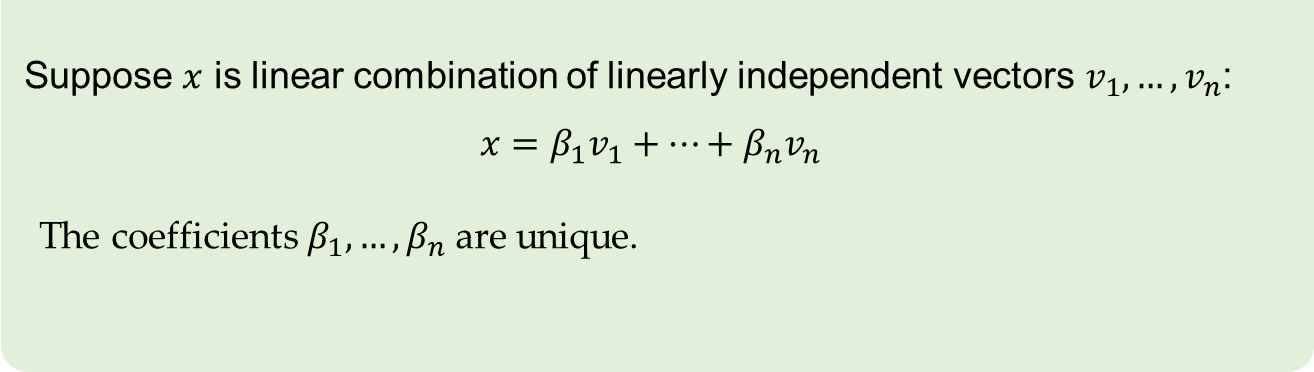 Suppose 𝑥 is linear combination of linearly independent vectors 𝑣₁, … , 𝑣ₙ:
𝑥 = 𝛽₁𝑣₁ + ⋯ + 𝛽ₙ𝑣ₙ
The coefficients 𝛽₁, … , 𝛽ₙ are unique.